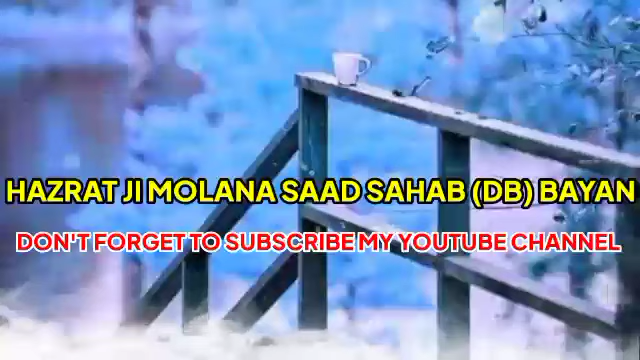 HAZRAT JI MOLANA SAAD SAHAB (DB) BAYAN
DON'T FORGET TO SUBSCRIBE MY YOUTUBE CHANNEL